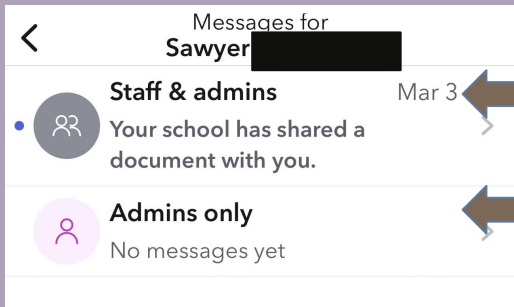 Messages for
Sawyer
Staff & admins Mar 3
Your school has shared a
document with you.
Admins only
No messages yet